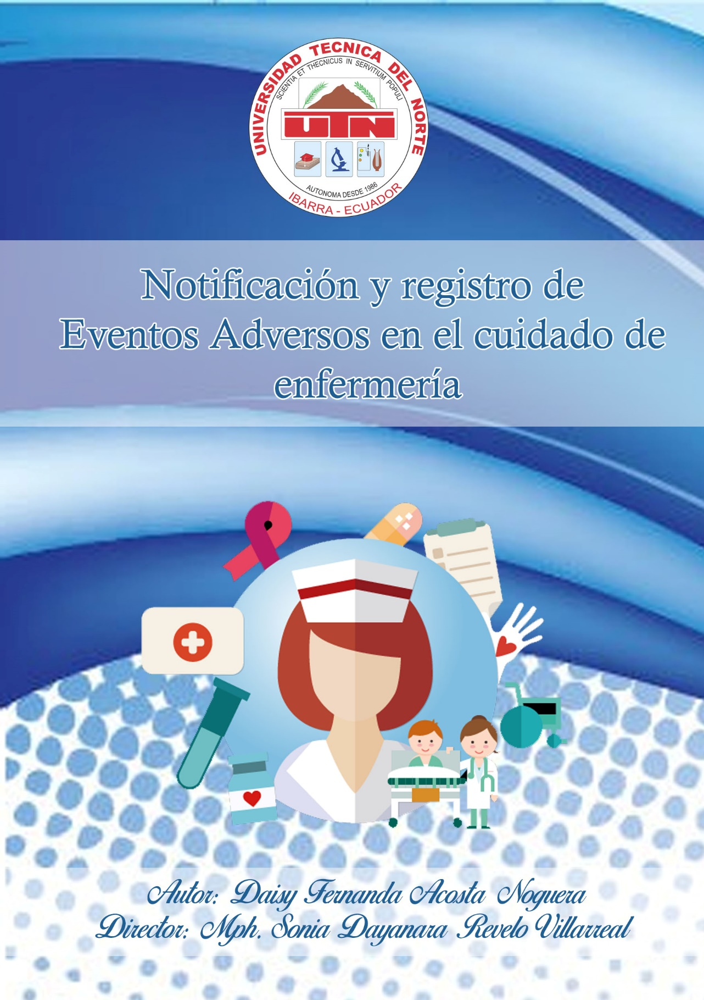 UNIVERSIDAD TECNICA DEL NORTE
SCIENTIA ET THECNICUS IN SERVITIUM POPULI
UTN
AUTONOMA DESDE 1986
IBARRA - ECUADOR
Notificación y registro de
Eventos Adversos en el cuidado de
enfermería
Autor: Daisy Fernanda Acosta Noguera
Director: Mph. Sonia Dayanara Revelo Villarreal